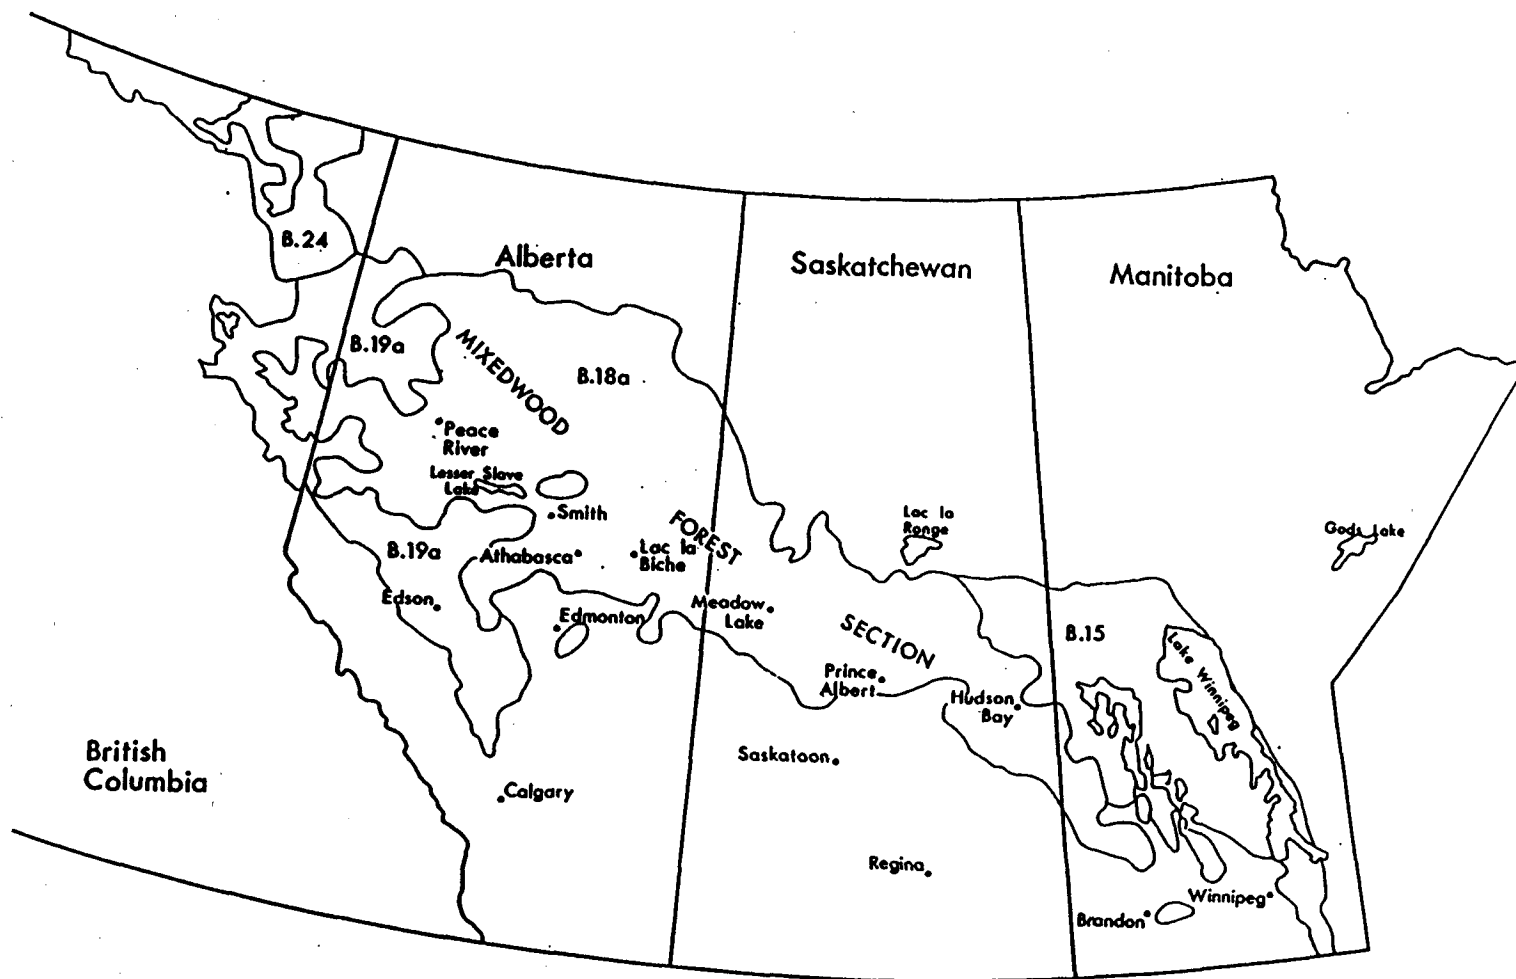 B.24
Alberta
Saskatchewan
Manitoba
B.19a
MIXEDWOOD
B.18a
Peace
River
Lesser Slave
Lake
Smith
FOREST
Lac la
Ronge
Gods Lake
B.19a
Athabasca
Lac la
Biche
Edson
Edmonton
Meadow
Lake
SECTION
B.15
Lake Winnipeg
Prince
Albert
Hudson
Bay
British
Columbia
Saskatoon
Calgary
Regina
Winnipeg
Brandon